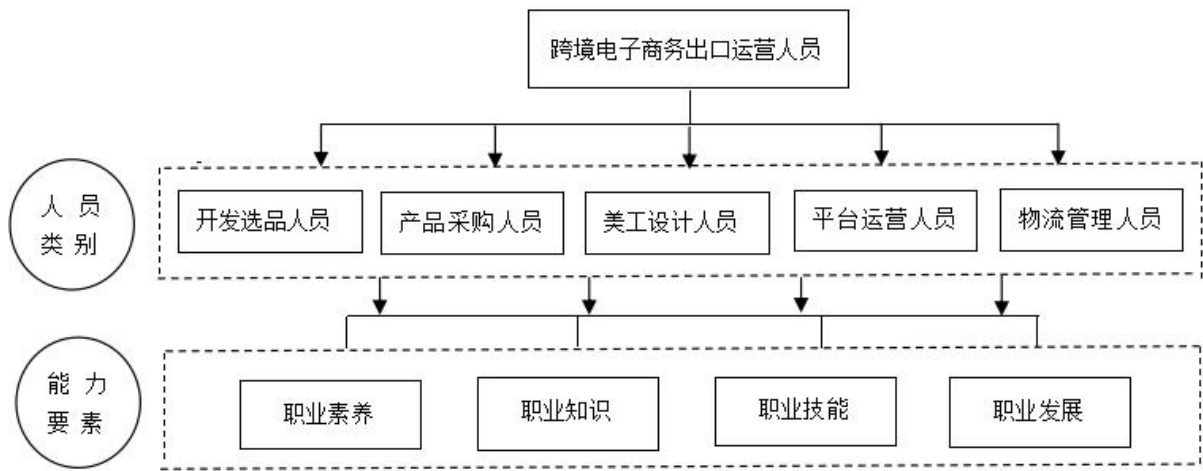 跨境电子商务出口运营人员
人员
类别
开发选品人员
产品采购人员
美工设计人员
平台运营人员
物流管理人员
能力
要素
职业素养
职业知识
职业技能
职业发展